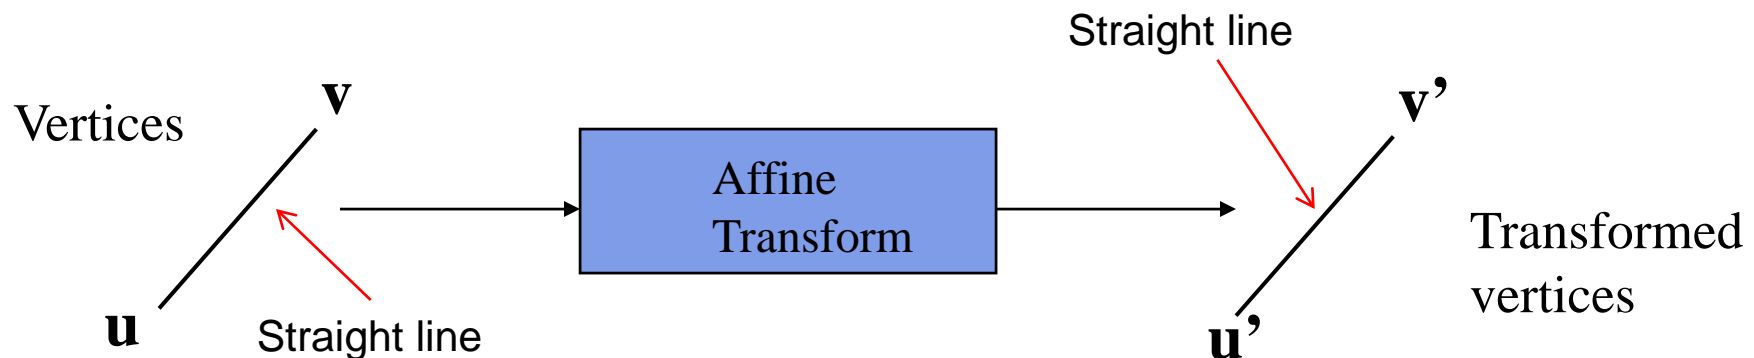 Straight line
v
v’
Vertices
Affine
Transform
Transformed
vertices
u
Straight line
u’